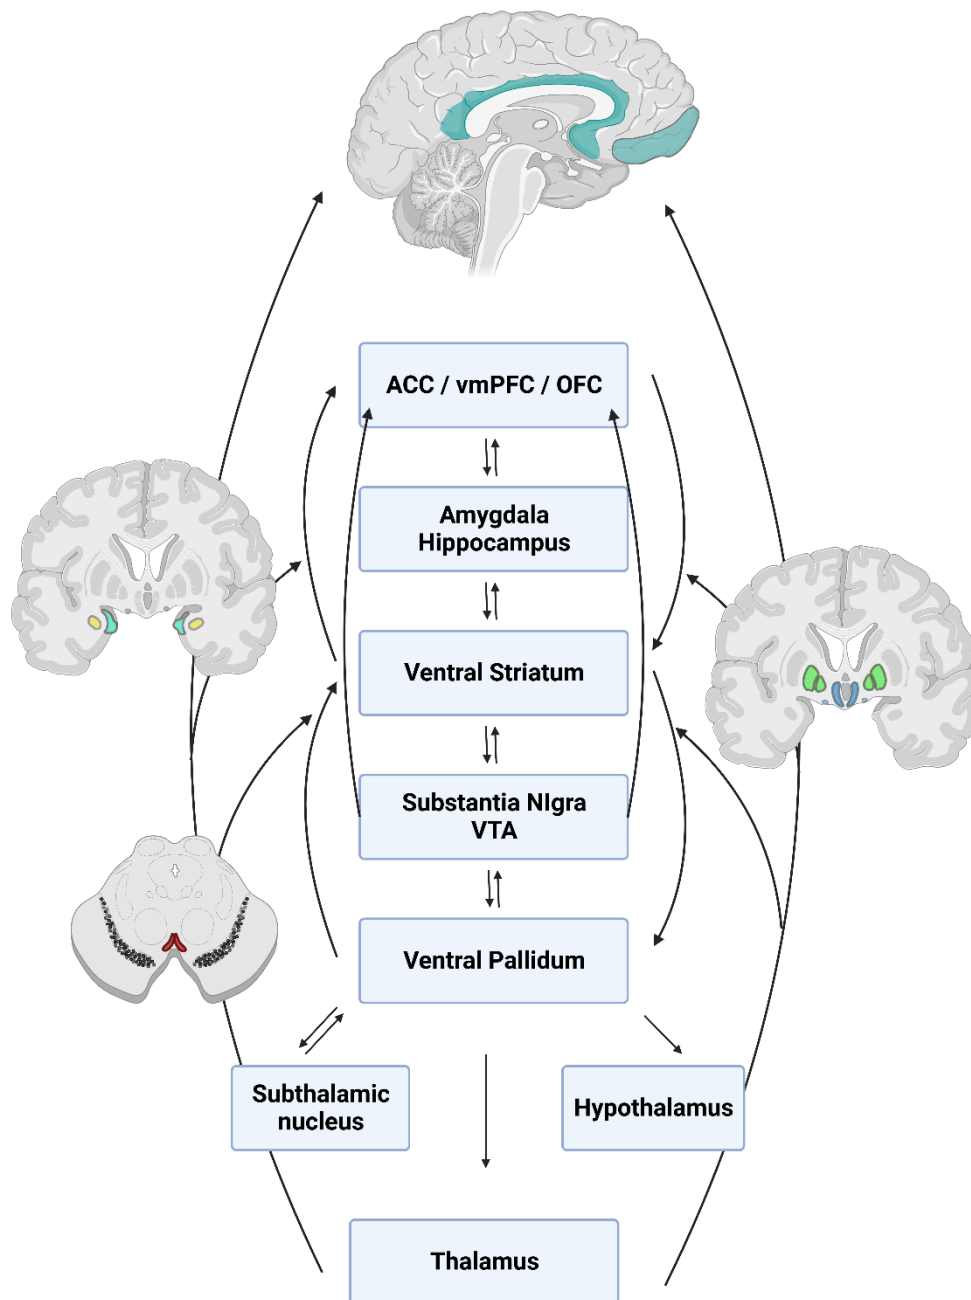 ACC / vmPFC / OFC
Amygdala
Hippocampus
Ventral Striatum
Substantia NIgra
VTA
Ventral Pallidum
Subthalamic
nucleus
Hypothalamus
Thalamus